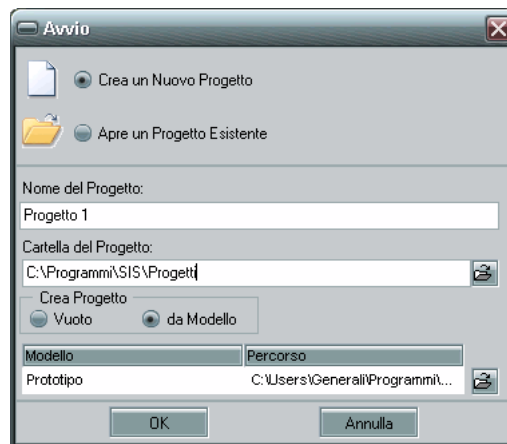 Avvio
Crea un Nuovo Progetto
Apre un Progetto Esistente
Nome del Progetto:
Progetto 1
Cartella del Progetto:
C:\Programmi\SIS\Progetti
Crea Progetto
Vuoto da Modello
Modello Percorso
Prototipo C:\Users\Generali\Programmi\...
OK Annulla